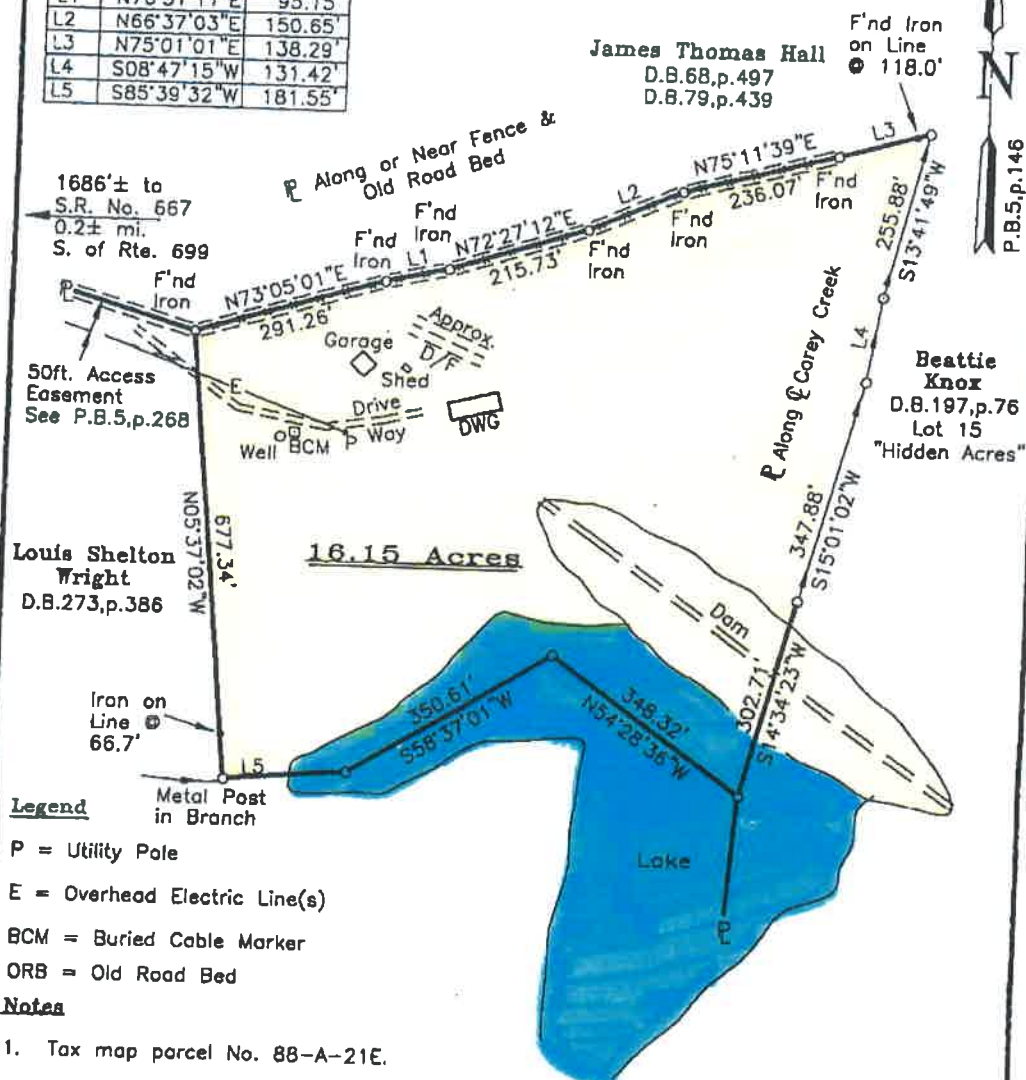 L2 N66°37'03"E 150.65'
L3 N75°01'01"E 138.29'
L4 S08°47'15"W 131.42'
L5 S85°39'32"W 181.55'
James Thomas Hall
D.B.68,p.497
D.B.79,p.439
F'nd Iron
on Line
@ 118.0'
N
P.B.5,p.146
℄ Along or Near Fence &
Old Road Bed
1686'± to
S.R. No. 667
0.2± mi.
S. of Rte. 699
F'nd
Iron
N73°05'01"E
291.26'
F'nd
Iron
L1
F'nd
Iron
N72°27'12"E
215.73'
F'nd
Iron
L2
F'nd
Iron
N75°11'39"E
236.07'
F'nd
Iron
L3
255.88'
S13°41'49"W
L4
℄ Along ℄ Corey Creek
Beattie
Knox
D.B.197,p.76
Lot 15
"Hidden Acres"
347.88'
S15°01'02"W
50ft. Access
Easement
See P.B.5,p.268
E
Garage
Shed
Approx.
D/F
Drive
Way
DWG
Well
BCM
P
N05°37'02"W
677.34'
Louis Shelton
Wright
D.B.273,p.386
16.15 Acres
Dam
302.71'
S14°34'23"W
350.61'
S58°37'01"W
348.32'
N54°28'36"W
Iron on
Line @
66.7'
L5
Metal Post
in Branch
Lake
Legend
P = Utility Pole
E = Overhead Electric Line(s)
BCM = Buried Cable Marker
ORB = Old Road Bed
Notes
1. Tax map parcel No. 88-A-21E.